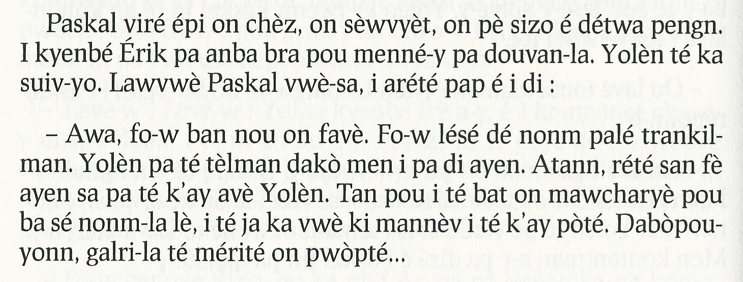 Paskal viré épi on chèz, on sèwvyèt, on pè sizo é détwa pengn.
I kyenbé Érik pa anba bra pou menné-y pa douvan-la. Yolèn té ka
suiv-yo. Lawvwè Paskal vwè-sa, i arété pap é i di :
– Awa, fo-w ban nou on favè. Fo-w lésé dé nonm palé trankil-
man. Yolèn pa té tèlman dakò men i pa di ayen. Atann, rété san fè
ayen sa pa té k'ay avè Yolèn. Tan pou i té bat on mawcharyè pou
ba sé nonm-la lè, i té ja ka vwè ki mannèv i té k'ay pòté. Dabòpou-
yonn, galri-la té mérité on pwòpté...